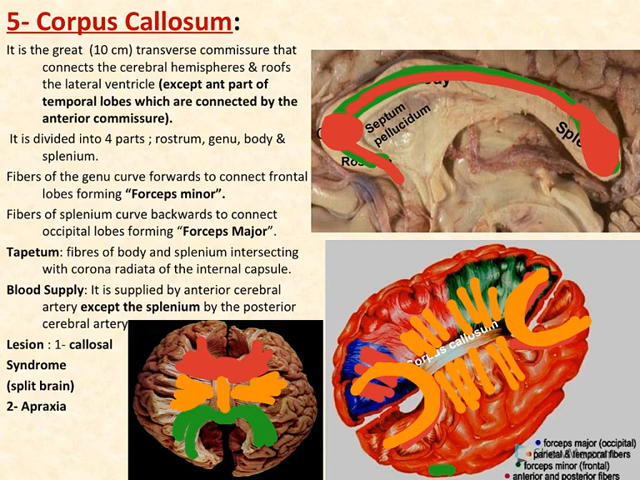 5- Corpus Callosum:
It is the great (10 cm) transverse commissure that
connects the cerebral hemispheres & roofs
the lateral ventricle (except ant part of
temporal lobes which are connected by the
anterior commissure).
It is divided into 4 parts ; rostrum, genu, body &
splenium.
Fibers of the genu curve forwards to connect frontal
lobes forming “Forceps minor”.
Fibers of splenium curve backwards to connect
occipital lobes forming “Forceps Major”.
Tapetum: fibres of body and splenium intersecting
with corona radiata of the internal capsule.
Blood Supply: It is supplied by anterior cerebral
artery except the splenium by the posterior
cerebral artery
Lesion : 1- callosal
Syndrome
(split brain)
2- Apraxia
Septum
pellucidum
Corpus callosum
forceps major (occipital)
parietal & temporal fibers
forceps minor (frontal)
anterior and posterior fibers